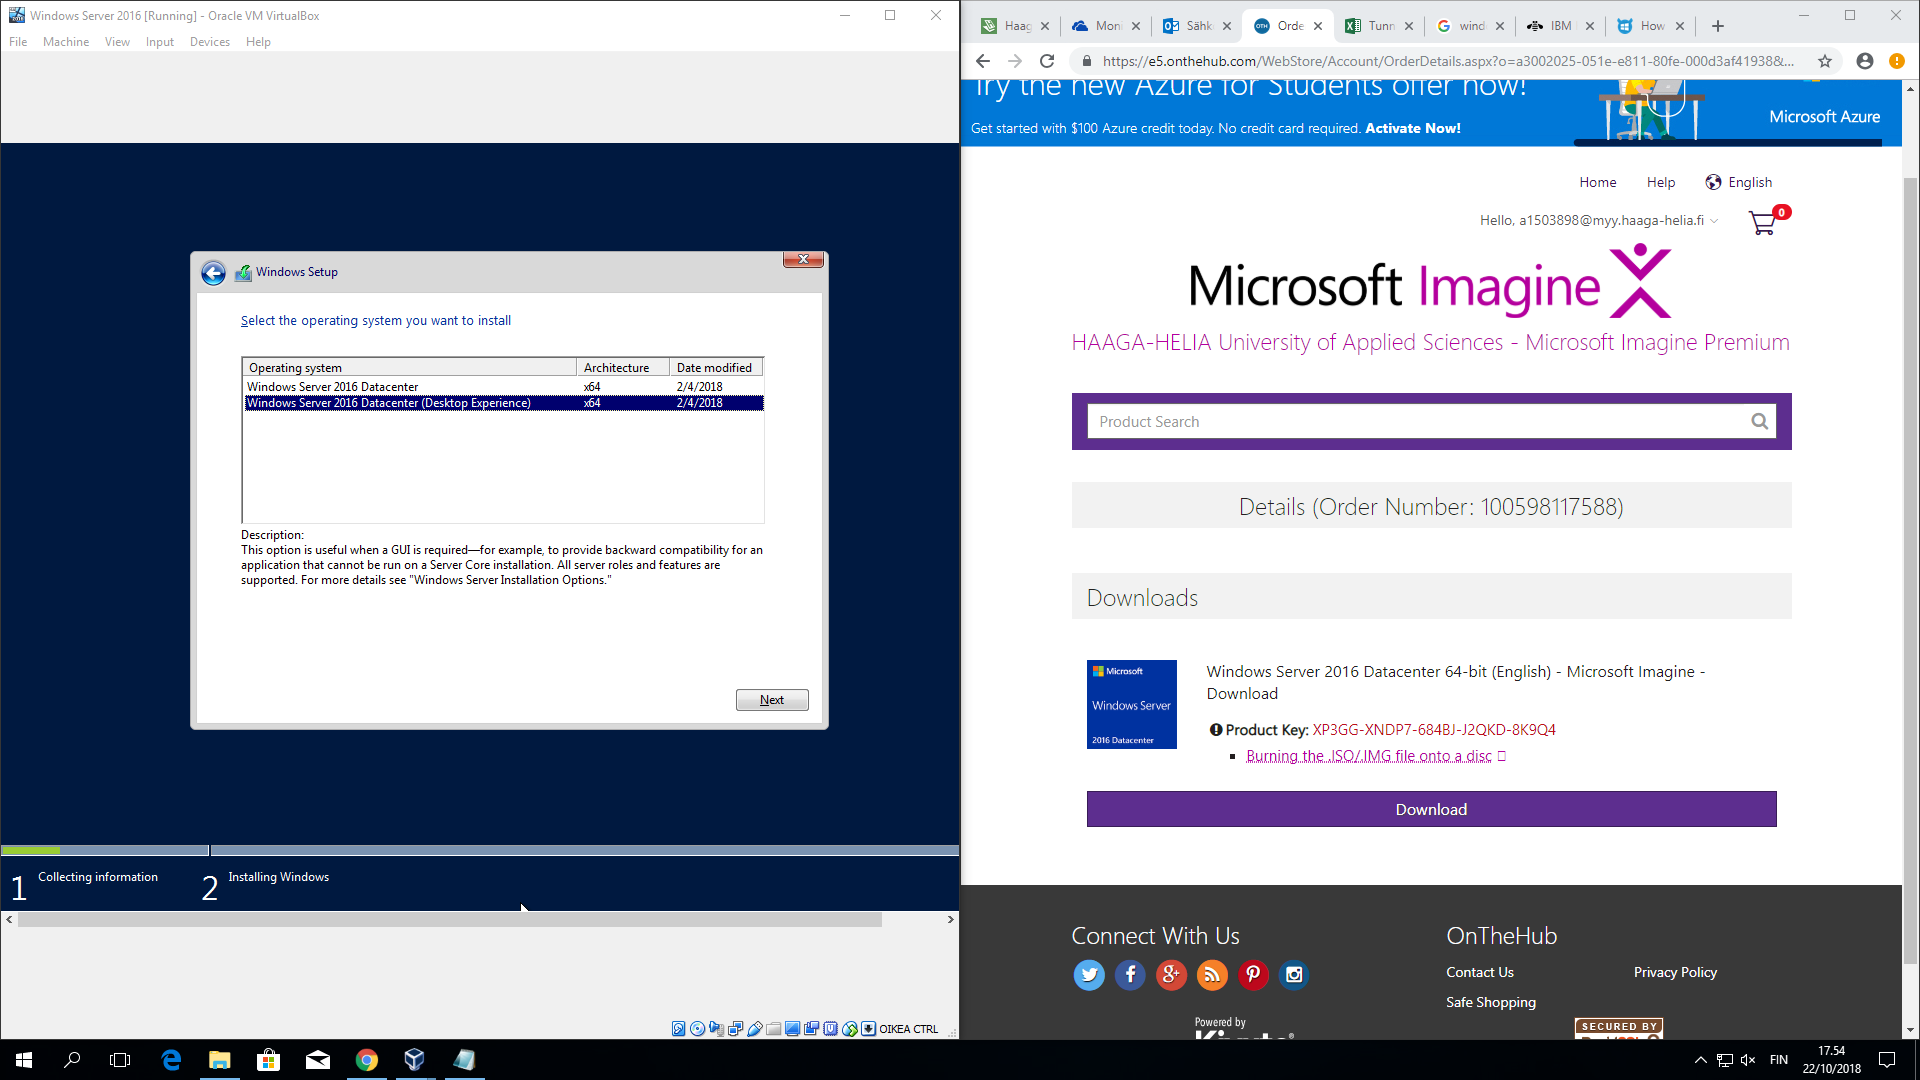 Windows Server 2016 [Running] - Oracle VM VirtualBox
File Machine View Input Devices Help
Windows Setup
Select the operating system you want to install
Operating system Architecture Date modified
Windows Server 2016 Datacenter x64 2/4/2018
Windows Server 2016 Datacenter (Desktop Experience) x64 2/4/2018
Description:
This option is useful when a GUI is required—for example, to provide backward compatibility for an
application that cannot be run on a Server Core installation. All server roles and features are
supported. For more details see "Windows Server Installation Options."
Next
1 Collecting information 2 Installing Windows
OIKEA CTRL
Haag Mon Sähk Orde Tunn wind IBM How
https://e5.onthehub.com/WebStore/Account/OrderDetails.aspx?o=a3002025-051e-e811-80fe-000d3af41938&...
Try the new Azure for Students offer now!
Get started with $100 Azure credit today. No credit card required. Activate Now!
Microsoft Azure
Home Help English
Hello, a1503898@myy.haaga-helia.fi
0
Microsoft Imagine
HAAGA-HELIA University of Applied Sciences - Microsoft Imagine Premium
Product Search
Details (Order Number: 100598117588)
Downloads
Microsoft
Windows Server
2016 Datacenter
Windows Server 2016 Datacenter 64-bit (English) - Microsoft Imagine -
Download
Product Key: XP3GG-XNDP7-684BJ-J2QKD-8K9Q4
Burning the .ISO/.IMG file onto a disc
Download
Connect With Us
OnTheHub
Contact Us Privacy Policy
Safe Shopping
Powered by
SECURED BY
FIN
17.54
22/10/2018